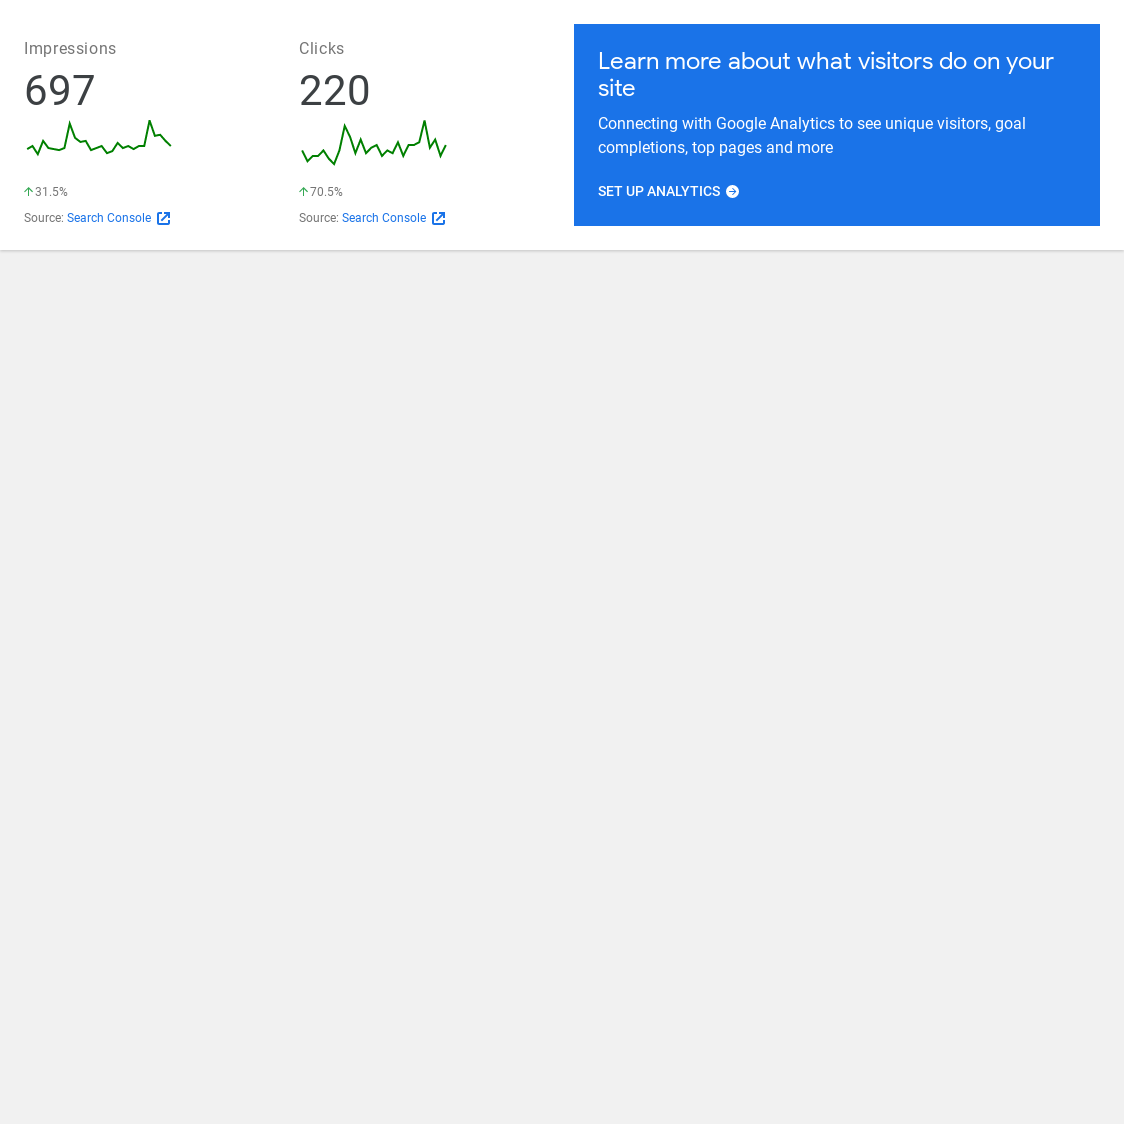 Impressions
697
31.5%
Source: Search Console
Clicks
220
70.5%
Source: Search Console
Learn more about what visitors do on your
site
Connecting with Google Analytics to see unique visitors, goal
completions, top pages and more
SET UP ANALYTICS